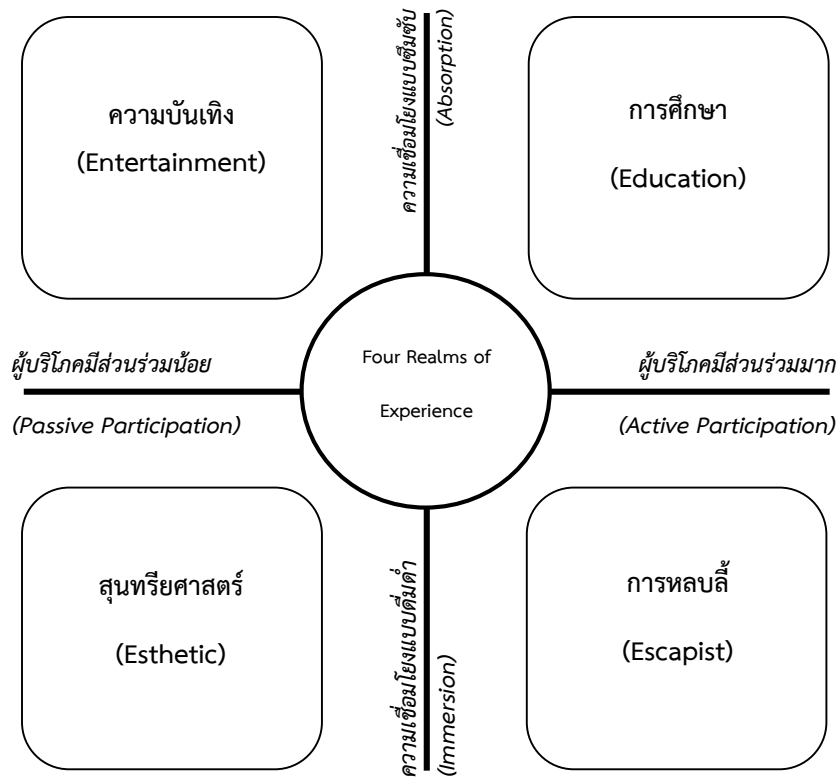 ความบันเทิง
(Entertainment)
ความเชื่อมโยงแบบซึมซับ
(Absorption)
การศึกษา
(Education)
ผู้บริโภคมีส่วนร่วมน้อย
(Passive Participation)
Four Realms of
Experience
ผู้บริโภคมีส่วนร่วมมาก
(Active Participation)
สุนทรียศาสตร์
(Esthetic)
ความเชื่อมโยงแบบดื่มด่ำ
(Immersion)
การหลบลี้
(Escapist)